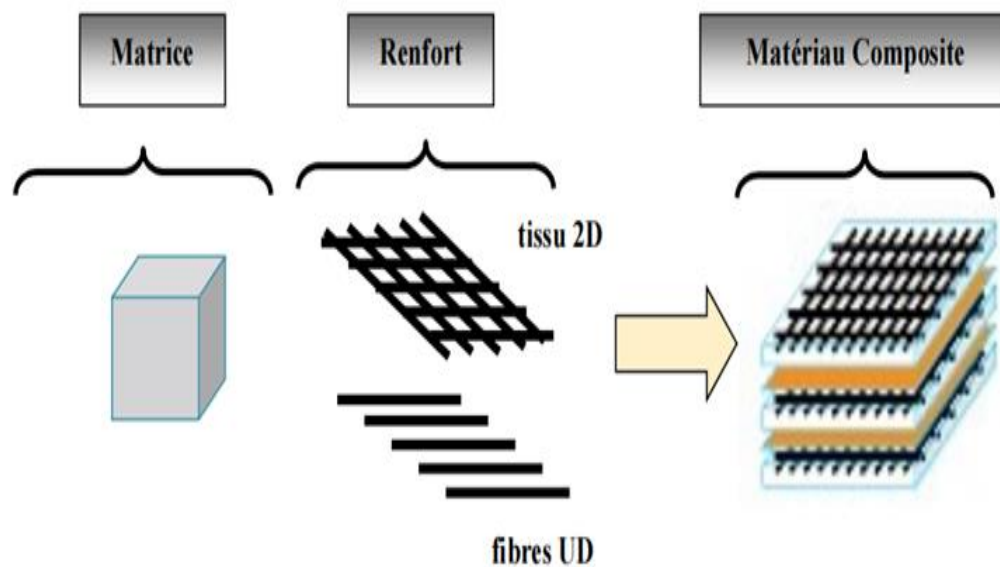 Matrice
Renfort
Matériau Composite
tissu 2D
fibres UD